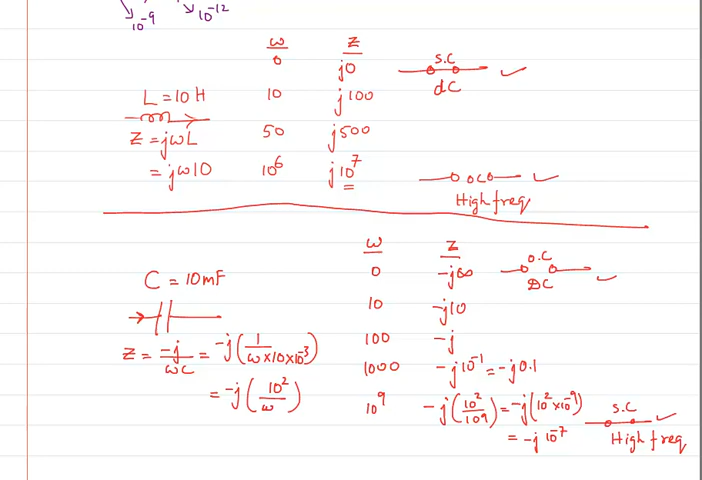 10⁻⁹ 10⁻¹²
ω Z
0 j0 S.C
dC
L = 10 H 10 j100
Z = jωL 50 j500
= jω10 10⁶ j10⁷ O C
High freq
ω Z
0 -j∞ O.C
DC
C = 10mF
10 -j10
100 -j
Z = -j/ωC = -j(1/ω×10×10⁻³)
1000 -j10⁻¹ = -j0.1
= -j(10²/ω)
10⁹ -j(10²/10⁹) = -j(10²×10⁻⁹) S.C
= -j 10⁻⁷ High freq